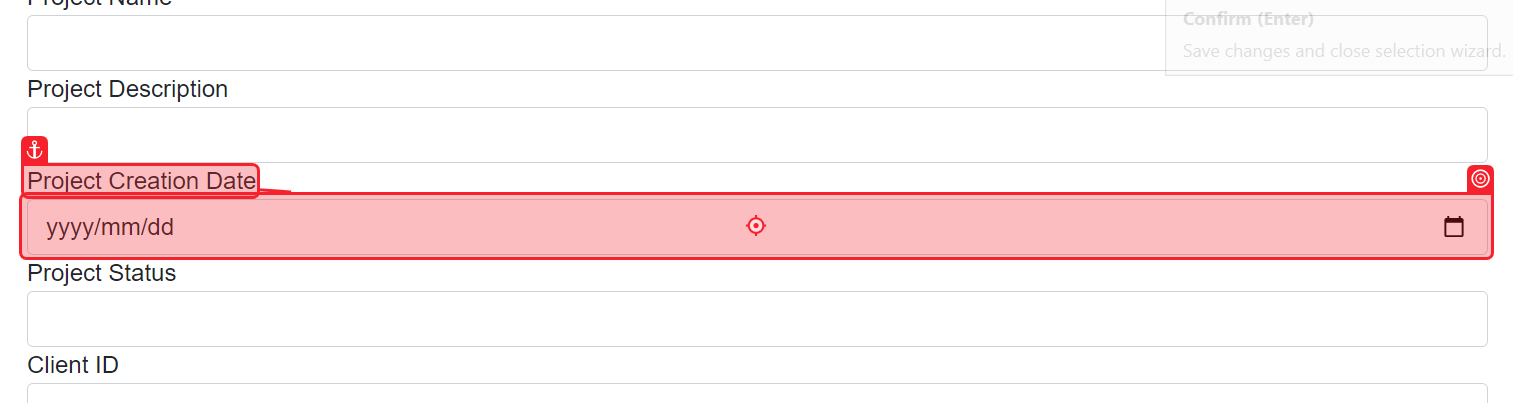 Project Name
Confirm (Enter)
Save changes and close selection wizard.
Project Description
Project Creation Date
yyyy/mm/dd
Project Status
Client ID